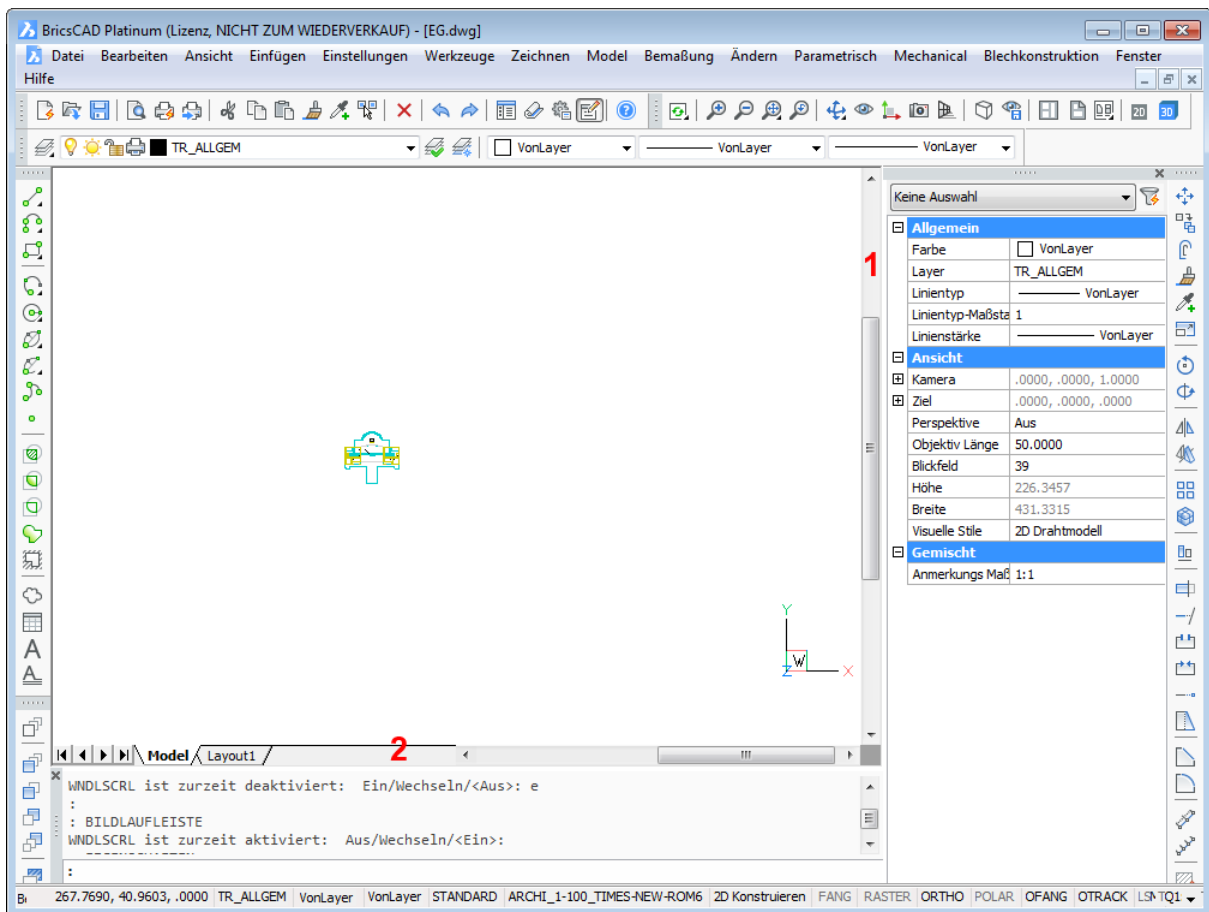 BricsCAD Platinum (Lizenz, NICHT ZUM WIEDERVERKAUF) - [EG.dwg]
Datei Bearbeiten Ansicht Einfügen Einstellungen Werkzeuge Zeichnen Model Bemaßung Ändern Parametrisch Mechanical Blechkonstruktion Fenster
Hilfe
2D 3D
TR_ALLGEM VonLayer VonLayer VonLayer
Keine Auswahl
Allgemein
Farbe VonLayer
1
Layer TR_ALLGEM
Linientyp VonLayer
Linientyp-Maßsta 1
Linienstärke VonLayer
Ansicht
Kamera .0000, .0000, 1.0000
Ziel .0000, .0000, .0000
Perspektive Aus
Objektiv Länge 50.0000
Blickfeld 39
Höhe 226.3457
Breite 431.3315
Visuelle Stile 2D Drahtmodell
Gemischt
Anmerkungs Maß 1:1
Y
W
Z X
A
A
Model Layout1
2
WNDLSCRL ist zurzeit deaktiviert: Ein/Wechseln/<Aus>: e
:
: BILDLAUFLEISTE
WNDLSCRL ist zurzeit aktiviert: Aus/Wechseln/<Ein>:
:
267.7690, 40.9603, .0000 TR_ALLGEM VonLayer VonLayer STANDARD ARCHI_1-100_TIMES-NEW-ROM6 2D Konstruieren FANG RASTER ORTHO POLAR OFANG OTRACK